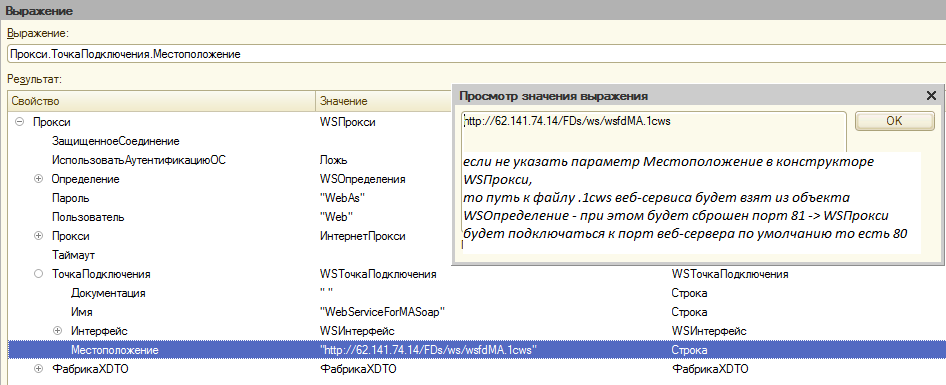 Выражение
Выражение:
Прокси.ТочкаПодключения.Местоположение
Результат:
Свойство Значение
Прокси WSПрокси
ЗащищенноеСоединение
ИспользоватьАутентификациюОС Ложь
Определение WSОпределения
Пароль "WebAs"
Пользователь "Web"
Прокси ИнтернетПрокси
Таймаут
ТочкаПодключения WSТочкаПодключения WSТочкаПодключения
Документация " " Строка
Имя "WebServiceForMASoap" Строка
Интерфейс WSИнтерфейс WSИнтерфейс
Местоположение "http://62.141.74.14/FDs/ws/wsfdMA.1cws" Строка
ФабрикаXDTO ФабрикаXDTO ФабрикаXDTO
Просмотр значения выражения
http://62.141.74.14/FDs/ws/wsfdMA.1cws
OK
если не указать параметр Местоположение в конструкторе
WSПрокси,
то путь к файлу .1cws веб-сервиса будет взят из объекта
WSОпределение - при этом будет сброшен порт 81 -> WSПрокси
будет подключаться к порт веб-сервера по умолчанию то есть 80